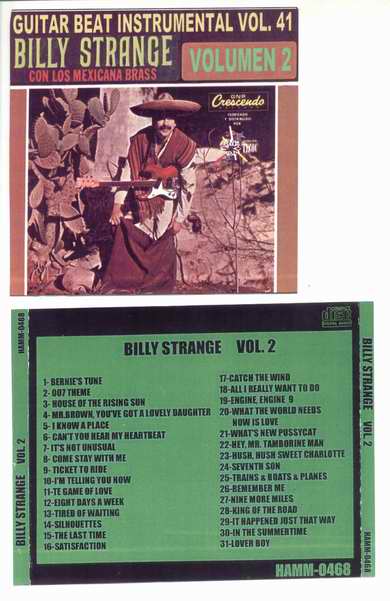 GUITAR BEAT INSTRUMENTAL VOL. 41
BILLY STRANGE
CON LOS MEXICANA BRASS
VOLUMEN 2
GNP
Crescendo
FABRICADO
Y DISTRIBUIDO
POR
HAMM-0468
BILLY STRANGE VOL. 2
BILLY STRANGE VOL. 2
1- BERNIE'S TUNE
2- 007 THEME
3- HOUSE OF THE RISING SUN
4- MR.BROWN, YOU'VE GOT A LOVELY DAUGHTER
5- I KNOW A PLACE
6- CAN'T YOU HEAR MY HEARTBEAT
7- IT'S NOT UNUSUAL
8- COME STAY WITH ME
9- TICKET TO RIDE
10- I'M TELLING YOU NOW
11-TE GAME OF LOVE
12-EIGHT DAYS A WEEK
13-TIRED OF WAITING
14-SILHOUETTES
15-THE LAST TIME
16-SATISFACTION
17-CATCH THE WIND
18-ALL I REALLY WANT TO DO
19-ENGINE, ENGINE 9
20-WHAT THE WORLD NEEDS
NOW IS LOVE
21-WHAT'S NEW PUSSYCAT
22-HEY, MR. TAMBORINE MAN
23-HUSH, HUSH SWEET CHARLOTTE
24-SEVENTH SON
25-TRAINS & BOATS & PLANES
26-REMEMBER ME
27-NINE MORE MILES
28-KING OF THE ROAD
29-IT HAPPENED JUST THAT WAY
30-IN THE SUMMERTIME
31-LOVER BOY
HAMM-0468
BILLY STRANGE VOL 2
HAMM-0468